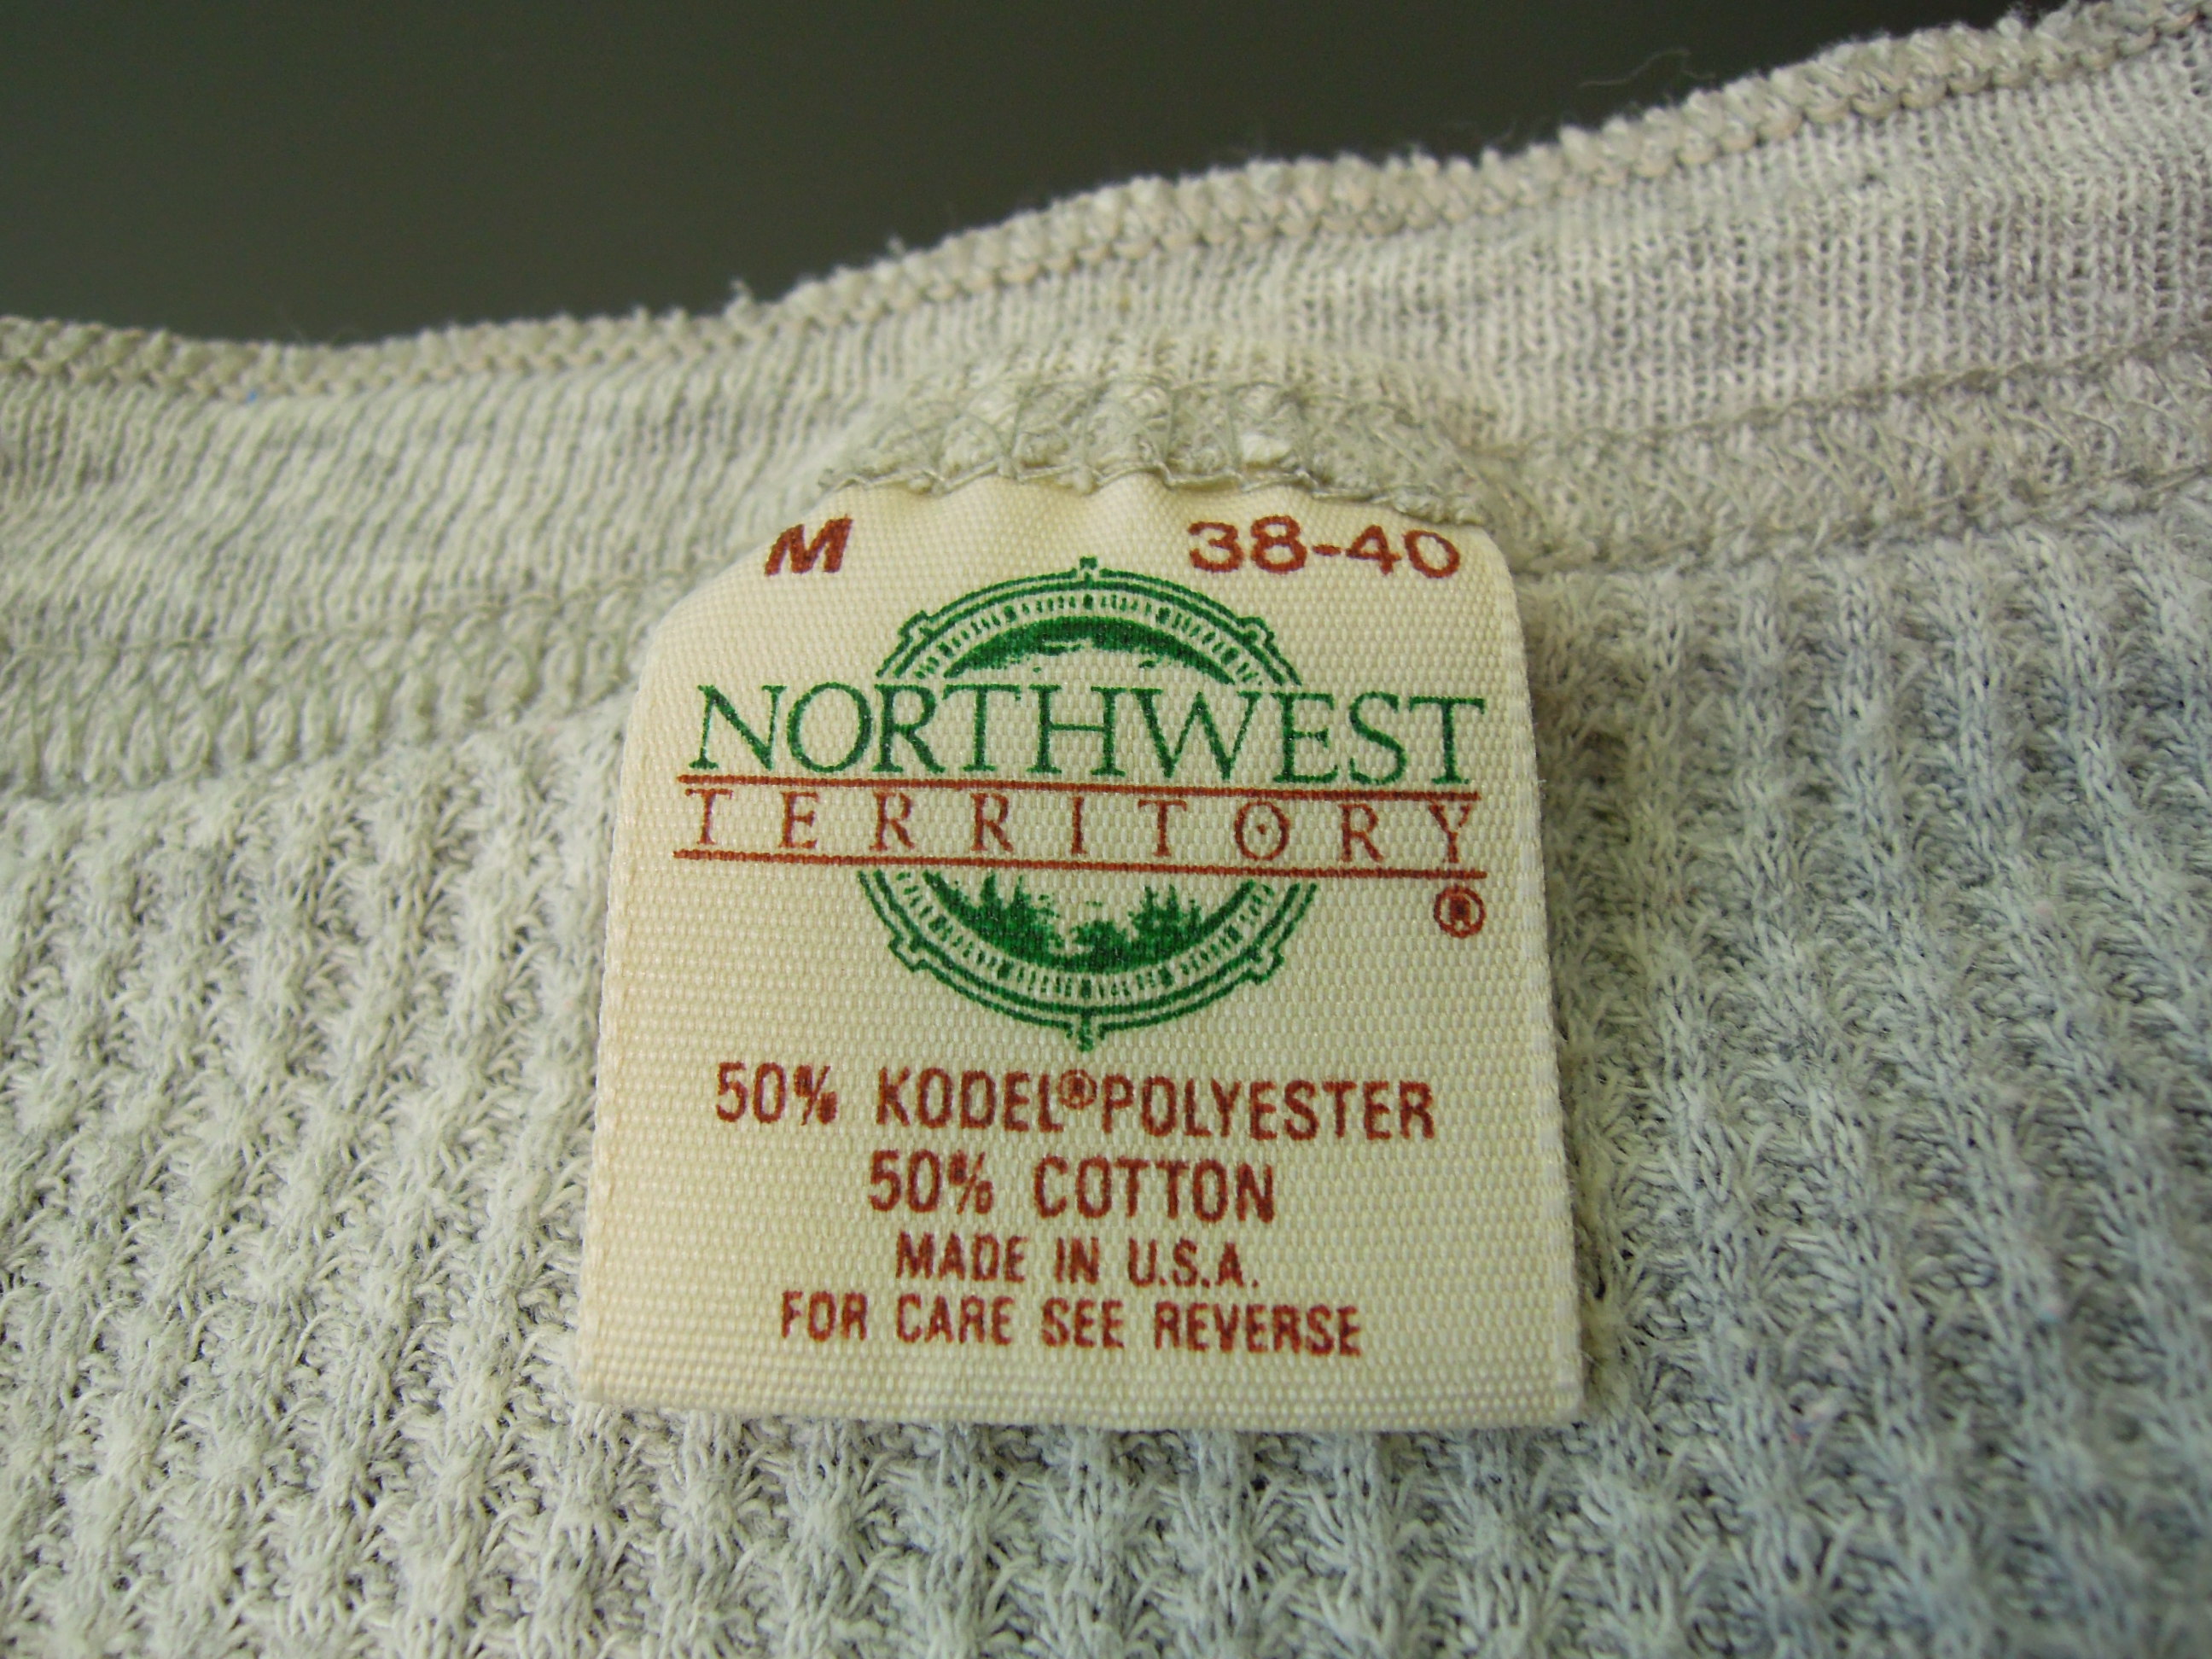 M 38-40
NORTHWEST
TERRITORY
®
50% KODEL® POLYESTER
50% COTTON
MADE IN U.S.A.
FOR CARE SEE REVERSE